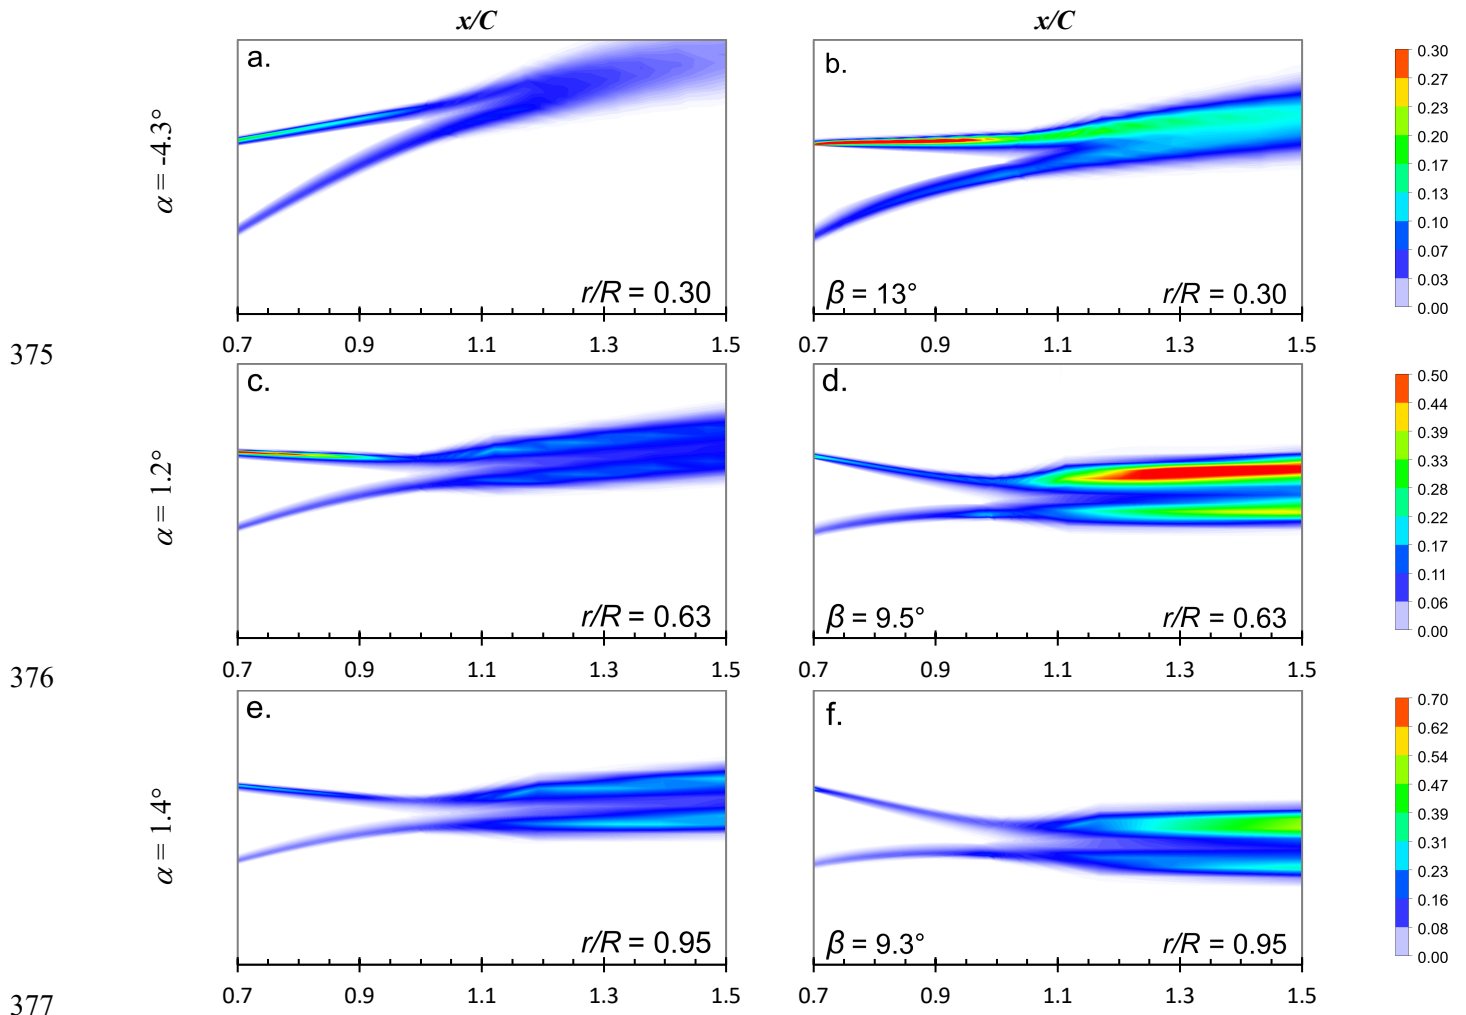 x/C
x/C
a.
b.
α = -4.3°
r/R = 0.30
β = 13°
r/R = 0.30
0.30
0.27
0.23
0.20
0.17
0.13
0.10
0.07
0.03
0.00
375
0.7 0.9 1.1 1.3 1.5
0.7 0.9 1.1 1.3 1.5
c.
d.
α = 1.2°
r/R = 0.63
β = 9.5°
r/R = 0.63
0.50
0.44
0.39
0.33
0.28
0.22
0.17
0.11
0.06
0.00
376
0.7 0.9 1.1 1.3 1.5
0.7 0.9 1.1 1.3 1.5
e.
f.
α = 1.4°
r/R = 0.95
β = 9.3°
r/R = 0.95
0.70
0.62
0.54
0.47
0.39
0.31
0.23
0.16
0.08
0.00
377
0.7 0.9 1.1 1.3 1.5
0.7 0.9 1.1 1.3 1.5